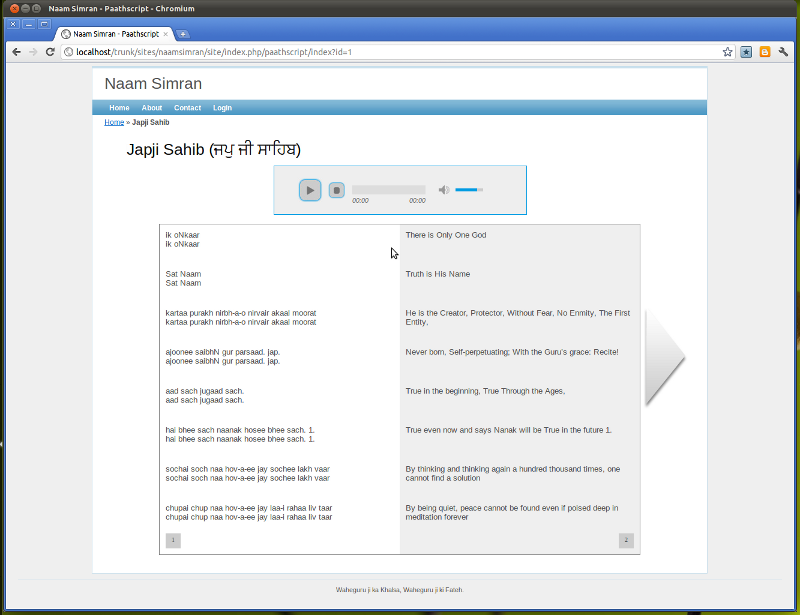 Naam Simran - Paathscript - Chromium
Naam Simran - Paathscript
localhost/trunk/sites/naamsimran/site/index.php/paathscript/index?id=1
Naam Simran
Home About Contact Login
Home » Japji Sahib
Japji Sahib (ਜਪੁ ਜੀ ਸਾਹਿਬ)
00:00 00:00
ik oNkaar
ik oNkaar
There is Only One God
Sat Naam
Sat Naam
Truth is His Name
kartaa purakh nirbh-a-o nirvair akaal moorat
kartaa purakh nirbh-a-o nirvair akaal moorat
He is the Creator, Protector, Without Fear, No Enmity, The First
Entity,
ajoonee saibhN gur parsaad. jap.
ajoonee saibhN gur parsaad. jap.
Never born, Self-perpetuating; With the Guru's grace: Recite!
aad sach jugaad sach.
aad sach jugaad sach.
True in the beginning, True Through the Ages,
hai bhee sach naanak hosee bhee sach. 1.
hai bhee sach naanak hosee bhee sach. 1.
True even now and says Nanak will be True in the future 1.
sochai soch naa hov-a-ee jay sochee lakh vaar
sochai soch naa hov-a-ee jay sochee lakh vaar
By thinking and thinking again a hundred thousand times, one
cannot find a solution
chupai chup naa hov-a-ee jay laa-i rahaa liv taar
chupai chup naa hov-a-ee jay laa-i rahaa liv taar
By being quiet, peace cannot be found even if poised deep in
meditation forever
1
2
Waheguru ji ka Khalsa, Waheguru ji ki Fateh.